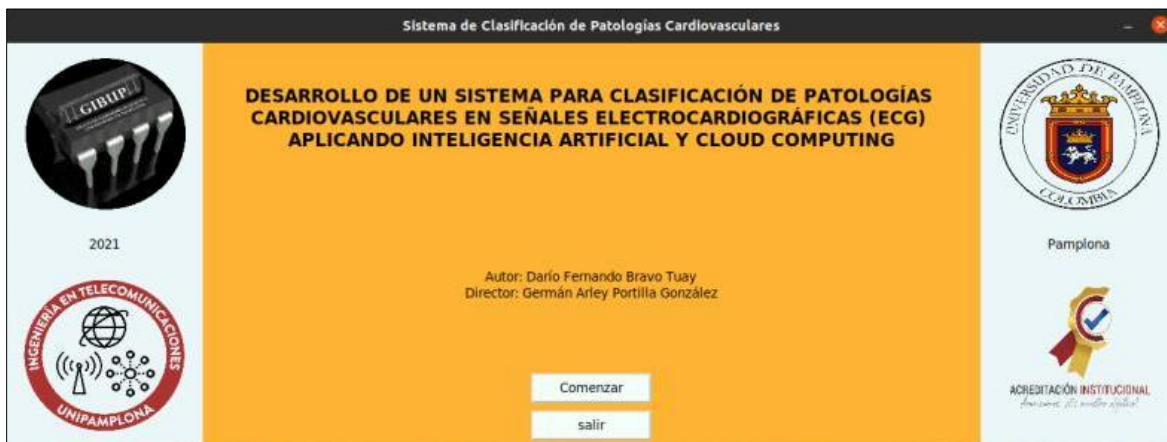 Sistema de Clasificación de Patologías Cardiovasculares
GIBUP
2021
INGENIERÍA EN TELECOMUNICACIONES
UNIPAMPLONA
DESARROLLO DE UN SISTEMA PARA CLASIFICACIÓN DE PATOLOGÍAS
CARDIOVASCULARES EN SEÑALES ELECTROCARDIOGRÁFICAS (ECG)
APLICANDO INTELIGENCIA ARTIFICIAL Y CLOUD COMPUTING
Autor: Darío Fernando Bravo Tuay
Director: Germán Arley Portilla González
Comenzar
salir
UNIVERSIDAD DE PAMPLONA
COLOMBIA
Pamplona
ACREDITACIÓN INSTITUCIONAL